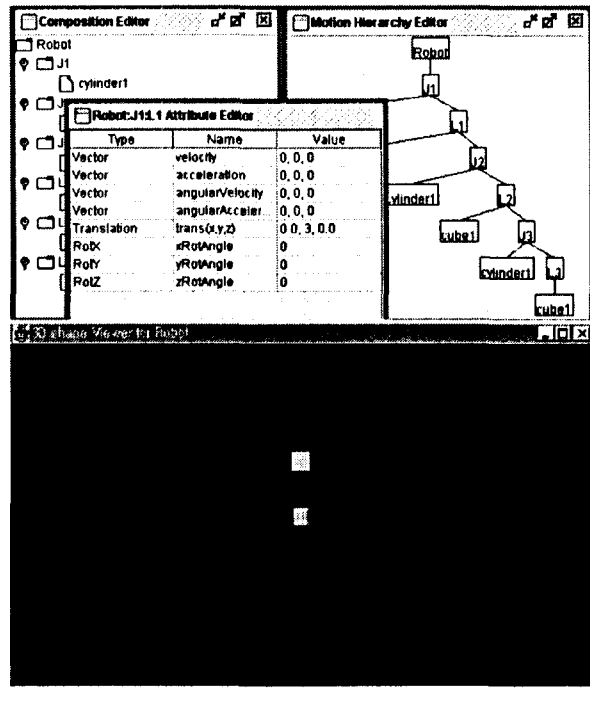 Composition Editor
Robot
J1
cylinder1
J
J
L
L
L
Robot:J1:L1 Attribute Editor
Type Name Value
Vector velocity 0, 0, 0
Vector acceleration 0, 0, 0
Vector angularVelocity 0, 0, 0
Vector angularAcceler... 0, 0, 0
Translation trans(x,y,z) 0.0, 3, 0.0
RotX xRotAngle 0
RotY yRotAngle 0
RotZ zRotAngle 0
Motion Hierarchy Editor
Robot
J1
L1
J2
ylinder1
L2
cube1
J3
cylinder1
L3
cube1
3D shape Viewer for Robot